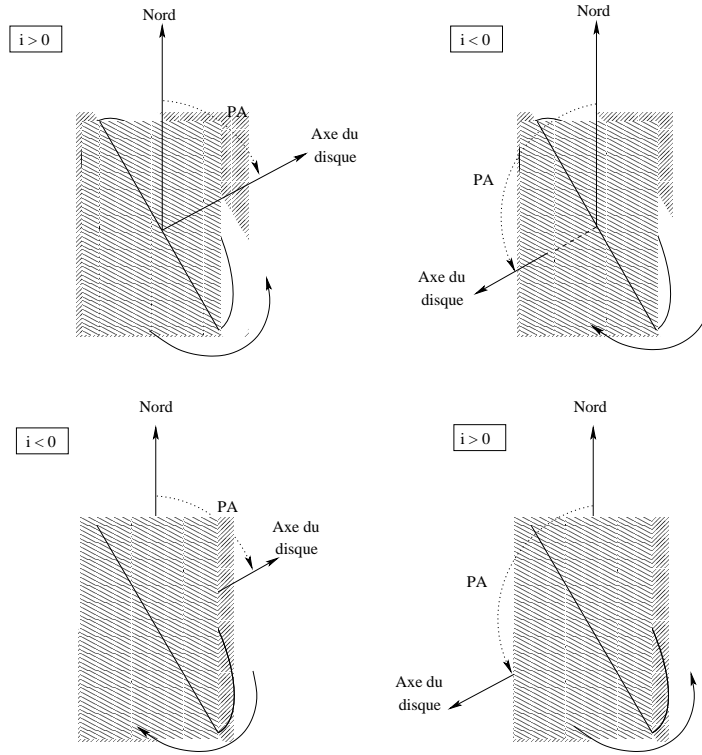 Nord
i > 0
PA
Axe du
disque
Nord
i < 0
PA
Axe du
disque
Nord
i < 0
PA
Axe du
disque
Nord
i > 0
PA
Axe du
disque